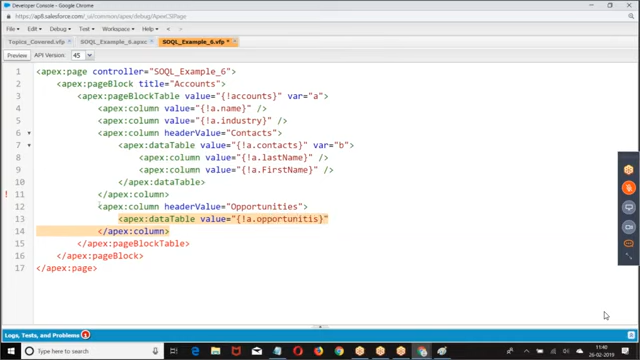 Developer Console - Google Chrome
https://ap8.salesforce.com/_ui/common/apex/debug/ApexCSIPage
File Edit Debug Test Workspace Help < >
Topics_Covered.vfp SOQL_Example_6.apxc SOQL_Example_6.vfp *
Preview API Version: 45
1 <apex:page controller="SOQL_Example_6">
2 <apex:pageBlock title="Accounts">
3 <apex:pageBlockTable value="{!accounts}" var="a">
4 <apex:column value="{!a.name}" />
5 <apex:column value="{!a.industry}" />
6 <apex:column headerValue="Contacts">
7 <apex:dataTable value="{!a.contacts}" var="b">
8 <apex:column value="{!a.lastName}" />
9 <apex:column value="{!a.FirstName}" />
10 </apex:dataTable>
11 </apex:column>
12 <apex:column headerValue="Opportunities">
13 <apex:dataTable value="{!a.opportunitis}"
14 </apex:column>
15 </apex:pageBlockTable>
16 </apex:pageBlock>
17 </apex:page>
Logs, Tests, and Problems 1
Type here to search
11:40
26-02-2019